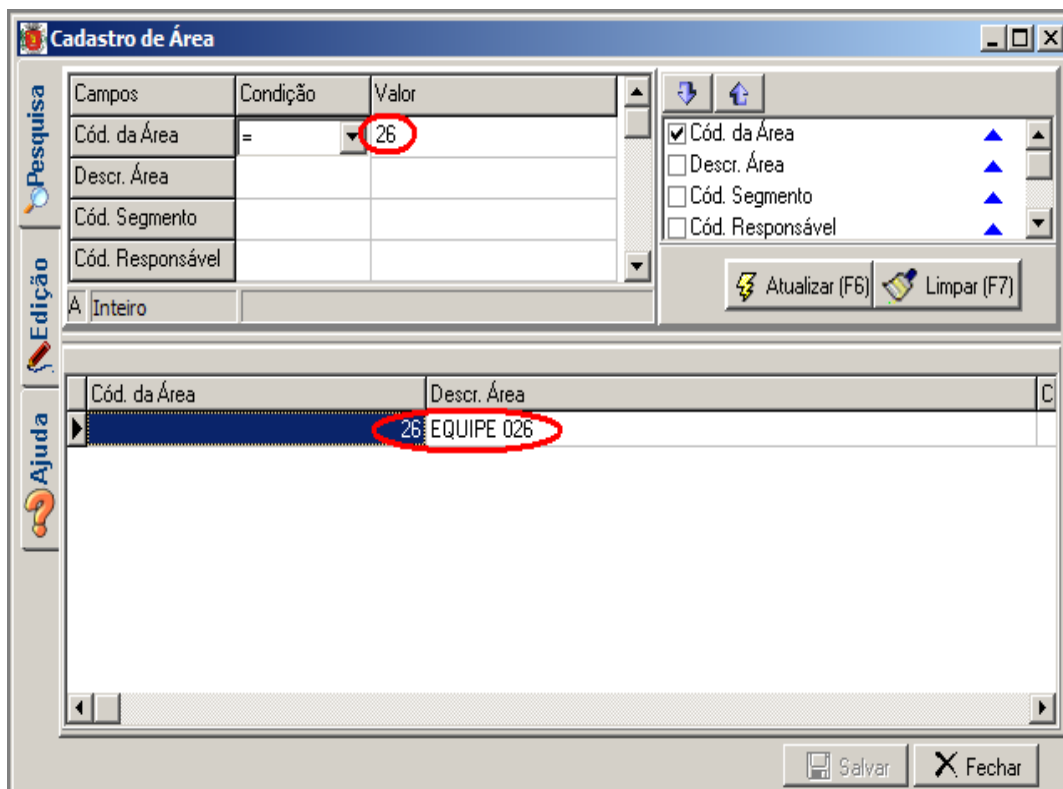 Cadastro de Área
Pesquisa
Edição
Ajuda
Campos Condição Valor
Cód. da Área = 26
Descr. Área
Cód. Segmento
Cód. Responsável
A Inteiro
Cód. da Área
Descr. Área
Cód. Segmento
Cód. Responsável
Atualizar (F6) Limpar (F7)
Cód. da Área Descr. Área C
26 EQUIPE 026
Salvar Fechar